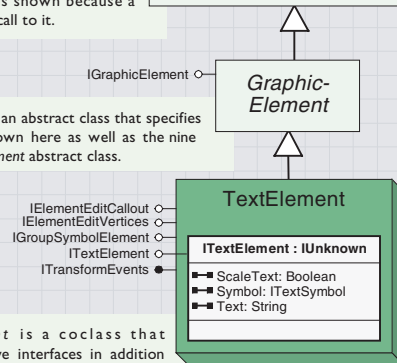 s shown because a
call to it.
IGraphicElement
Graphic-
Element
an abstract class that specifies
own here as well as the nine
ment abstract class.
TextElement
IElementEditCallout
IElementEditVertices
IGroupSymbolElement
ITextElement
ITransformEvents
ITextElement : IUnknown
ScaleText: Boolean
Symbol: ITextSymbol
Text: String
t is a coclass that
ve interfaces in addition